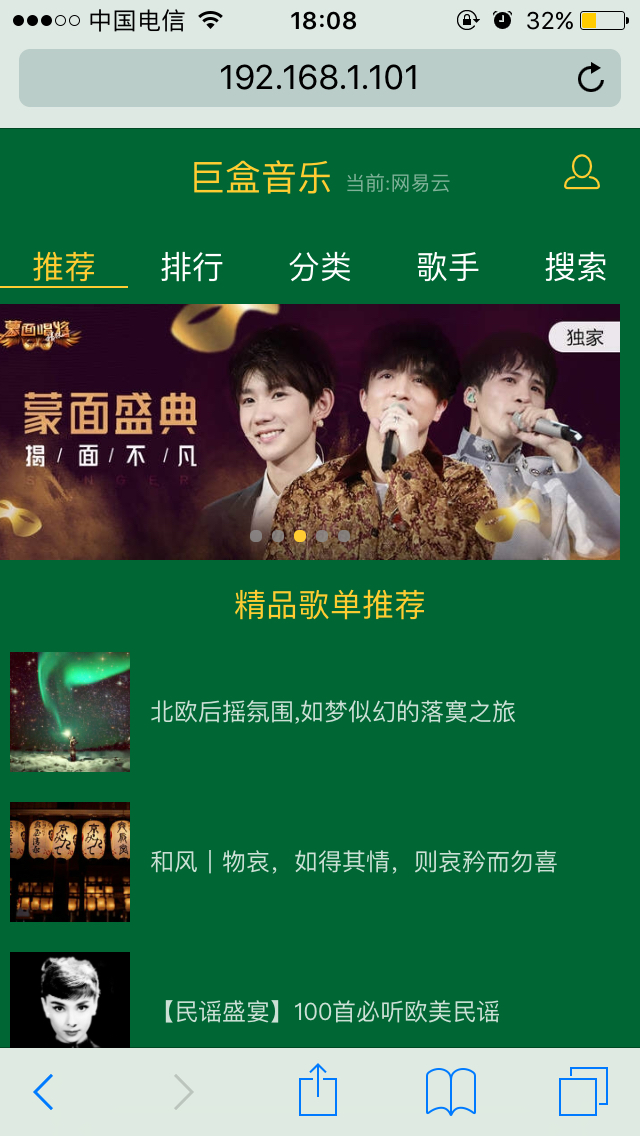 中国电信 18:08 32%
192.168.1.101
巨盒音乐 当前:网易云
推荐 排行 分类 歌手 搜索
蒙面唱将
独家
蒙面盛典
揭 / 面 / 不 / 凡
SINGER
精品歌单推荐
北欧后摇氛围,如梦似幻的落寞之旅
和风｜物哀，如得其情，则哀矜而勿喜
【民谣盛宴】100首必听欧美民谣